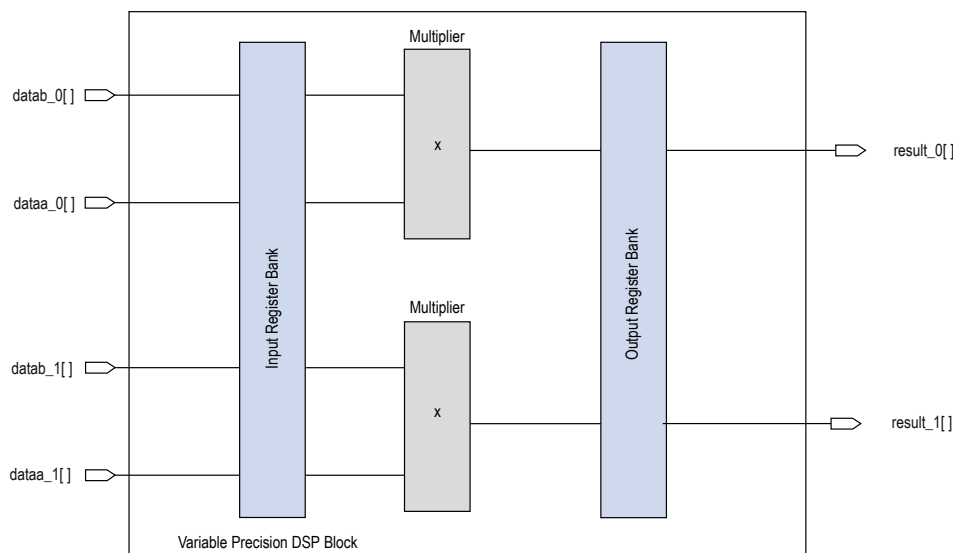 Multiplier
datab_0[ ]
x
result_0[ ]
dataa_0[ ]
Input Register Bank
Output Register Bank
Multiplier
datab_1[ ]
x
result_1[ ]
dataa_1[ ]
Variable Precision DSP Block